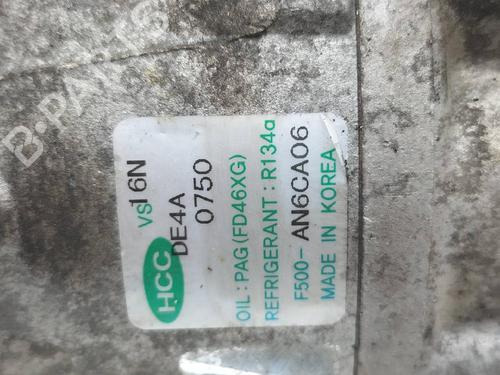 VS16N
HCC
DE4A
0750
OIL : PAG (FD46XG)
REFRIGERANT : R134a
F500-AN6CA06
MADE IN KOREA
B-PARTS